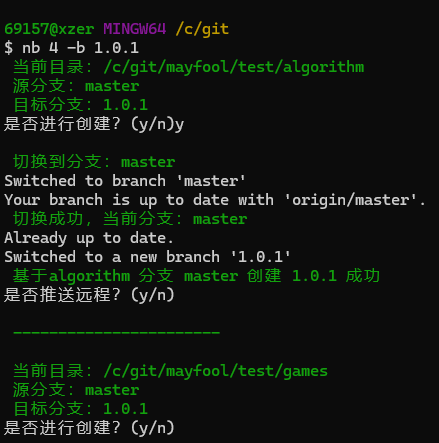 69157@xzer MINGW64 /c/git
$ nb 4 -b 1.0.1
当前目录: /c/git/mayfool/test/algorithm
源分支: master
目标分支: 1.0.1
是否进行创建? (y/n)y
切换到分支: master
Switched to branch 'master'
Your branch is up to date with 'origin/master'.
切换成功, 当前分支: master
Already up to date.
Switched to a new branch '1.0.1'
基于algorithm 分支 master 创建 1.0.1 成功
是否推送远程? (y/n)
-----------------------
当前目录: /c/git/mayfool/test/games
源分支: master
目标分支: 1.0.1
是否进行创建? (y/n)